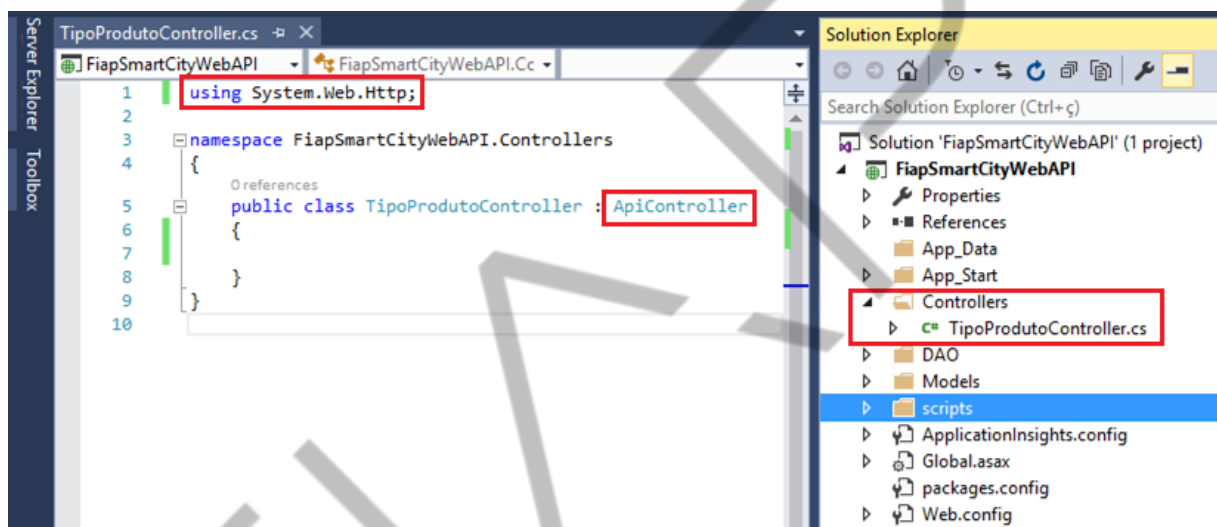 Server Explorer
Toolbox
TipoProdutoController.cs
FiapSmartCityWebAPI
FiapSmartCityWebAPI.Cc
1 using System.Web.Http;
2
3 namespace FiapSmartCityWebAPI.Controllers
4 {
0 references
5 public class TipoProdutoController : ApiController
6 {
7
8 }
9 }
10
Solution Explorer
Search Solution Explorer (Ctrl+ç)
Solution 'FiapSmartCityWebAPI' (1 project)
FiapSmartCityWebAPI
Properties
References
App_Data
App_Start
Controllers
C# TipoProdutoController.cs
DAO
Models
scripts
ApplicationInsights.config
Global.asax
packages.config
Web.config